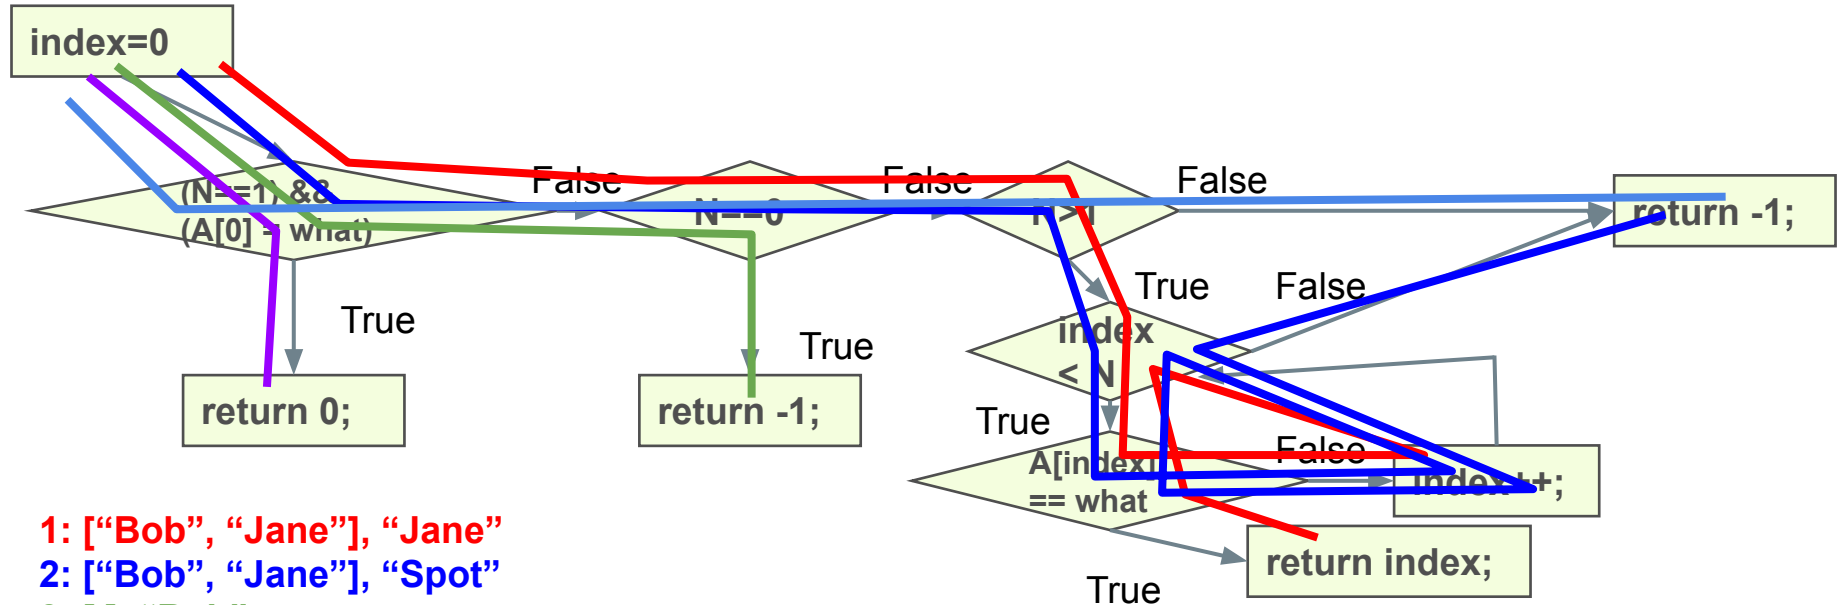 index=0
False
False
False
(N==1) &&
(A[0] = what)
N==0
N>1
return -1;
True
True
True
False
index
< N
return 0;
return -1;
True
False
A[index]
== what
index++;
1: [“Bob”, “Jane”], “Jane”
2: [“Bob”, “Jane”], “Spot”
return index;
True